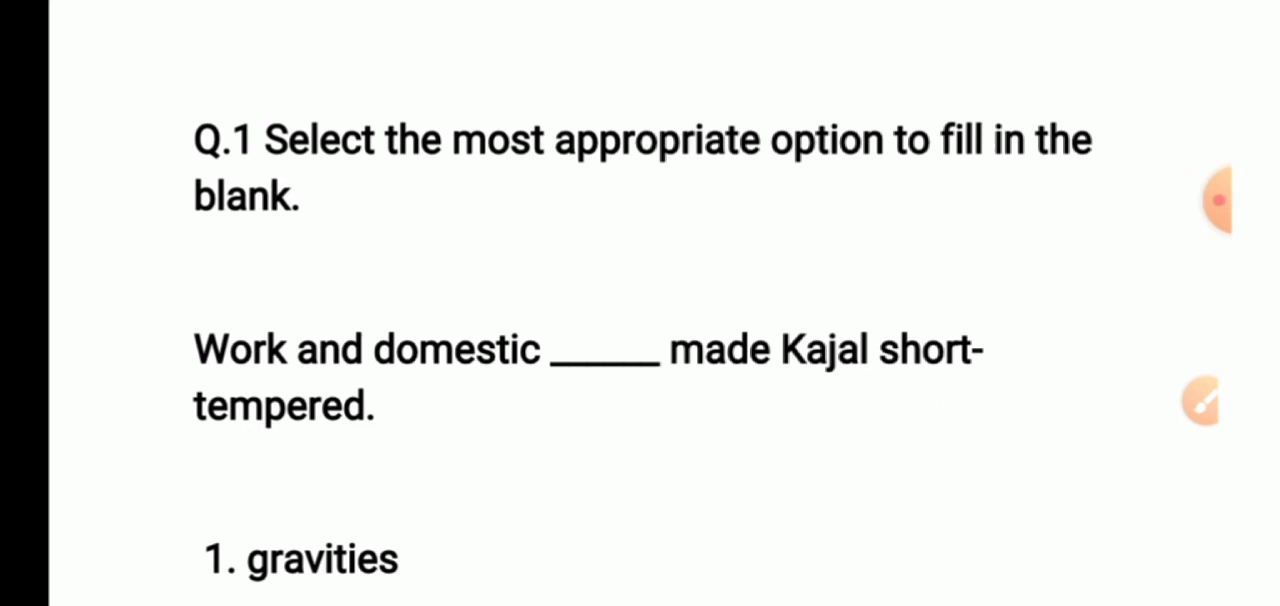 Q.1 Select the most appropriate option to fill in the
blank.
Work and domestic ______ made Kajal short-
tempered.
1. gravities